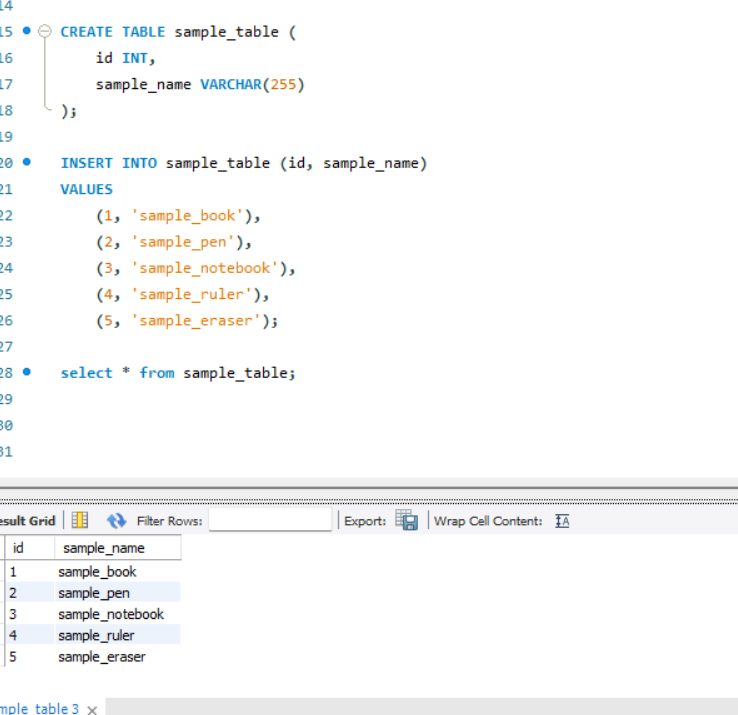 14
15 CREATE TABLE sample_table (
16 id INT,
17 sample_name VARCHAR(255)
18 );
19
20 INSERT INTO sample_table (id, sample_name)
21 VALUES
22 (1, 'sample_book'),
23 (2, 'sample_pen'),
24 (3, 'sample_notebook'),
25 (4, 'sample_ruler'),
26 (5, 'sample_eraser');
27
28 select * from sample_table;
29
30
31
esult Grid Filter Rows: Export: Wrap Cell Content: IA
id sample_name
1 sample_book
2 sample_pen
3 sample_notebook
4 sample_ruler
5 sample_eraser
mple_table 3 ×